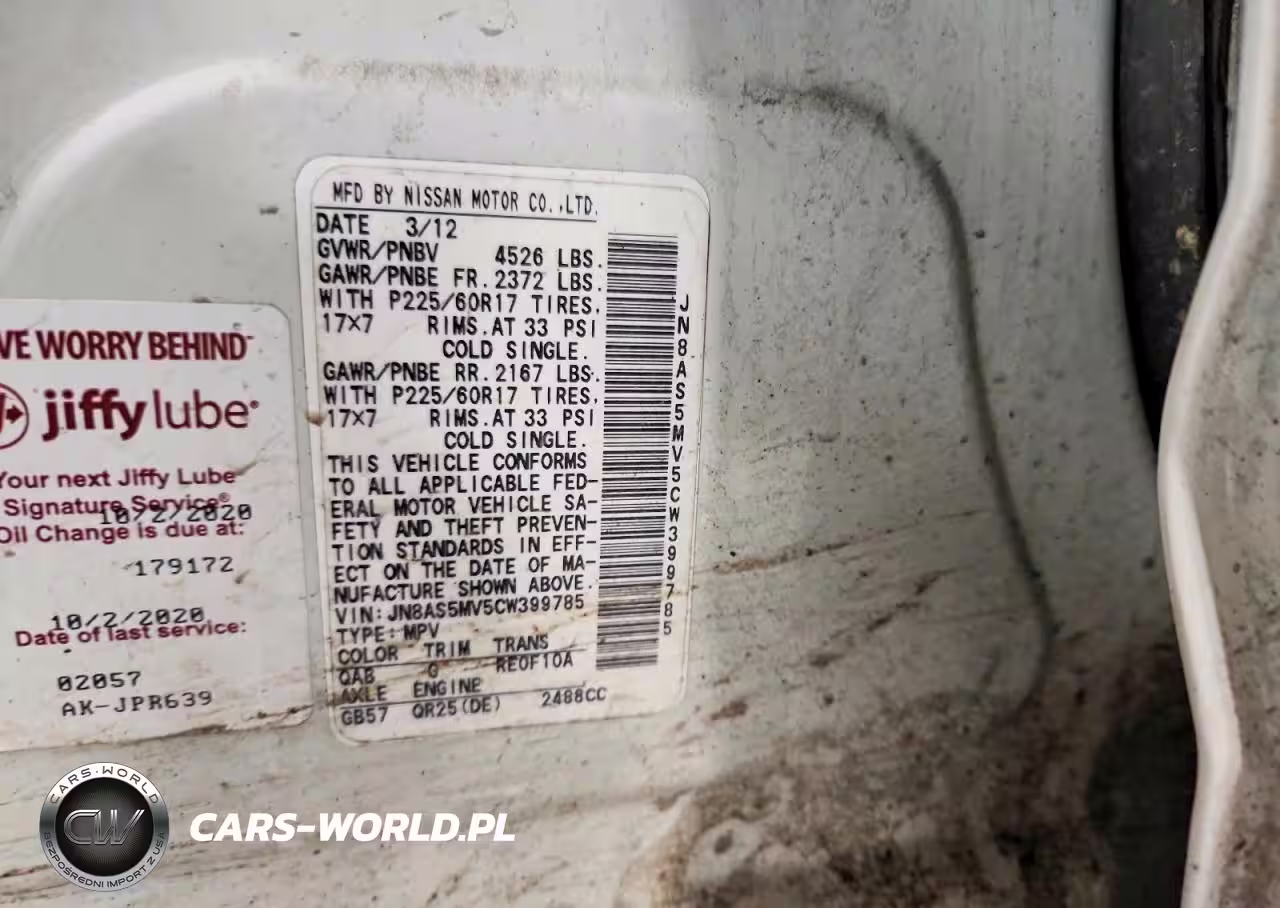 MFD BY NISSAN MOTOR CO.,LTD.
DATE 3/12
GVWR/PNBV 4526 LBS.
GAWR/PNBE FR. 2372 LBS.
WITH P225/60R17 TIRES,
17×7 RIMS.AT 33 PSI
COLD SINGLE.
GAWR/PNBE RR. 2167 LBS.
WITH P225/60R17 TIRES,
17×7 RIMS.AT 33 PSI
COLD SINGLE.
THIS VEHICLE CONFORMS
TO ALL APPLICABLE FED-
ERAL MOTOR VEHICLE SA-
FETY AND THEFT PREVEN-
TION STANDARDS IN EFF-
ECT ON THE DATE OF MA-
NUFACTURE SHOWN ABOVE.
VIN: JN8AS5MV5CW399785
TYPE: MPV
COLOR TRIM TRANS
QAB G RE0F10A
AXLE ENGINE
GB57 QR25(DE) 2488CC
JN8AS5MV5CW399785
VE WORRY BEHIND
jiffy lube
Your next Jiffy Lube
Signature Service®
10/2/2020
Oil Change is due at:
179172
10/2/2020
Date of last service:
02057
AK-JPR639
CARS-WORLD
CW
BEZPOŚREDNI IMPORT Z USA
CARS-WORLD.PL